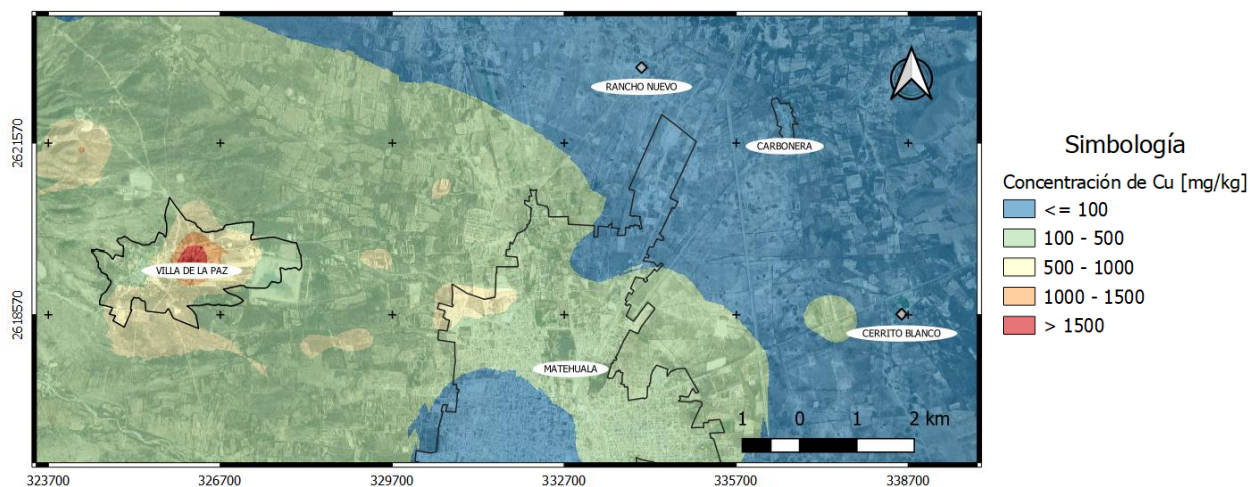 RANCHO NUEVO
CARBONERA
2621570
VILLA DE LA PAZ
2618570
CERRITO BLANCO
MATEHUALA
1 0 1 2 km
323700 326700 329700 332700 335700 338700
Simbología
Concentración de Cu [mg/kg]
<= 100
100 - 500
500 - 1000
1000 - 1500
> 1500